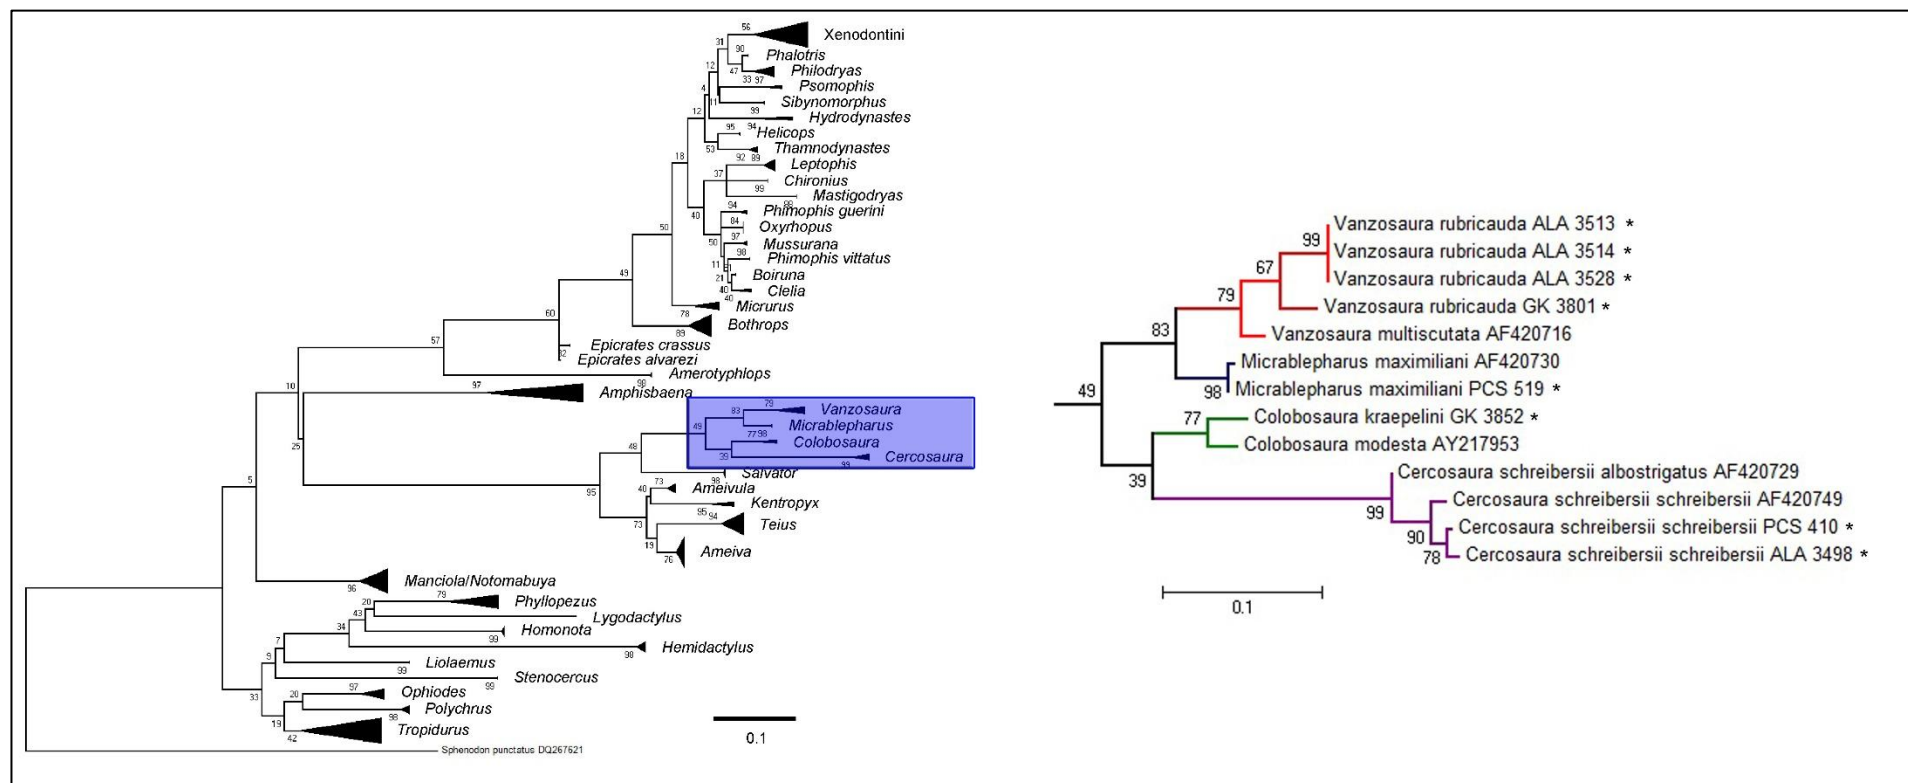 56
Xenodontini
31
90
Phalotris
12
47
Philodryas
33 97
Psomophis
4
11
Sibynomorphus
99
12
Hydrodynastes
95 94
Helicops
53
Thamnodynastes
92 89
18
Leptophis
37
Chironius
99
Mastigodryas
40
94
Phimophis guerini
84
Oxyrhopus
50
97
Mussurana
50
98
Phimophis vittatus
11
21
Boiruna
40
Clelia
49
40
Micrurus
78
60
Bothrops
89
57
Epicrates crassus
Epicrates alvarezi
Amerotyphlops
98
10
97
Amphisbaena
79
83
Vanzosaura
Micrablepharus
49
77 98
Colobosaura
25
48
39
Cercosaura
99
Salvator
98
95
73
Ameivula
40
Kentropyx
5
95 94
73
Teius
19
Ameiva
76
Manciola/Notomabuya
96
79
20
Phyllopezus
43
Lygodactylus
34
Homonota
99
7
Hemidactylus
98
9
Liolaemus
99
Stenocercus
99
33
97
Ophiodes
20
Polychrus
98
19
Tropidurus
42
0.1
Sphenodon punctatus DQ267621
Vanzosaura rubricauda ALA 3513 *
99
Vanzosaura rubricauda ALA 3514 *
67
Vanzosaura rubricauda ALA 3528 *
79
Vanzosaura rubricauda GK 3801 *
83
Vanzosaura multiscutata AF420716
Micrablepharus maximiliani AF420730
98
Micrablepharus maximiliani PCS 519 *
49
77
Colobosaura kraepelini GK 3852 *
Colobosaura modesta AY217953
39
Cercosaura schreibersii albostrigatus AF420729
99
Cercosaura schreibersii schreibersii AF420749
90
Cercosaura schreibersii schreibersii PCS 410 *
78
Cercosaura schreibersii schreibersii ALA 3498 *
0.1